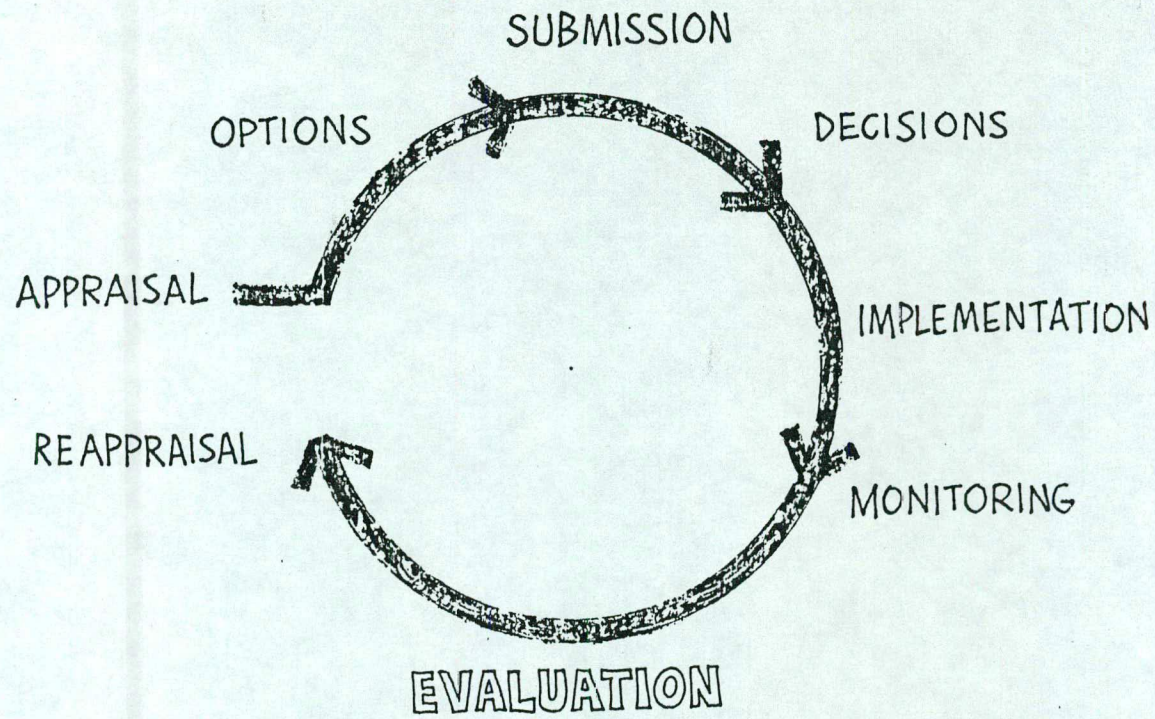 SUBMISSION
OPTIONS
DECISIONS
APPRAISAL
IMPLEMENTATION
REAPPRAISAL
MONITORING
EVALUATION